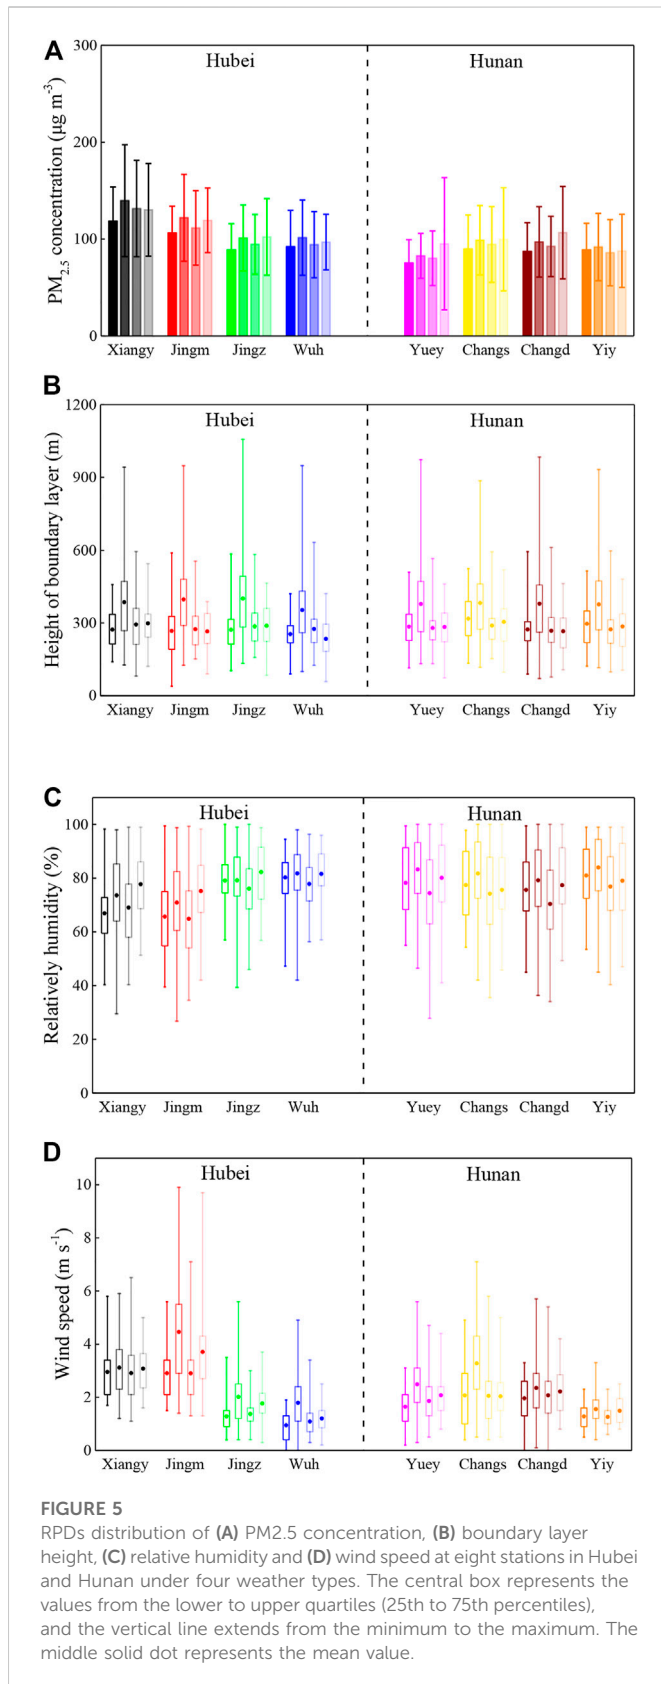 A
Hubei
Hunan
PM2.5 concentration (μg m-3)
300
200
100
0
Xiangy Jingm Jingz Wuh Yuey Changs Changd Yiy
B
Hubei
Hunan
Height of boundary layer (m)
1200
900
600
300
0
Xiangy Jingm Jingz Wuh Yuey Changs Changd Yiy
C
Hubei
Hunan
Relatively humidity (%)
100
80
60
40
20
0
Xiangy Jingm Jingz Wuh Yuey Changs Changd Yiy
D
Hubei
Hunan
Wind speed (m s-1)
10
8
6
4
2
0
Xiangy Jingm Jingz Wuh Yuey Changs Changd Yiy
FIGURE 5
RPDs distribution of (A) PM2.5 concentration, (B) boundary layer
height, (C) relative humidity and (D) wind speed at eight stations in Hubei
and Hunan under four weather types. The central box represents the
values from the lower to upper quartiles (25th to 75th percentiles),
and the vertical line extends from the minimum to the maximum. The
middle solid dot represents the mean value.